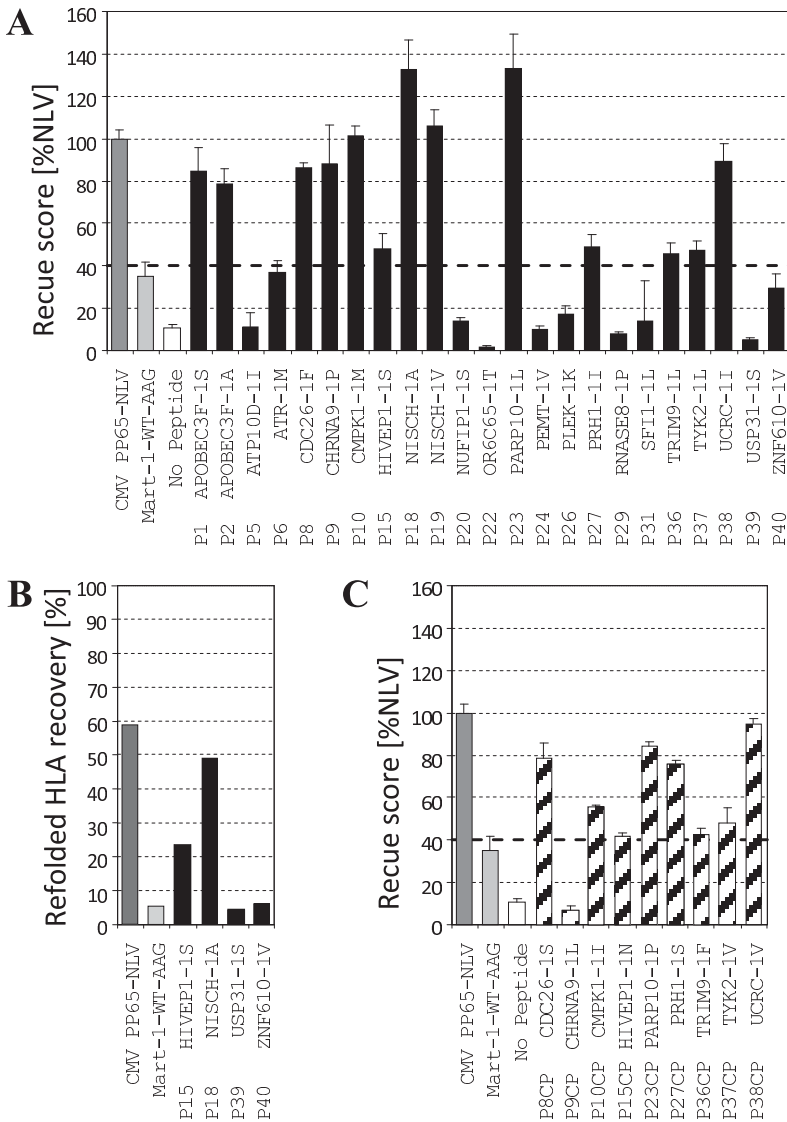 A
Recue score [%NLV]
160
140
120
100
80
60
40
20
0
CMV PP65-NLV
Mart-1-WT-AAG
No Peptide
P1 APOBEC3F-1S
P2 APOBEC3F-1A
P5 ATP10D-1I
P6 ATR-1M
P8 CDC26-1F
P9 CHRNA9-1P
P10 CMPK1-1M
P15 HIVEP1-1S
P18 NISCH-1A
P19 NISCH-1V
P20 NUFIP1-1S
P22 OR6C65-1T
P23 PARP10-1L
P24 PEMT-1V
P26 PLEK-1K
P27 PRH1-1I
P29 RNASE8-1P
P31 SFI1-1L
P36 TRIM9-1L
P37 TYK2-1L
P38 UCRC-1I
P39 USP31-1S
P40 ZNF610-1V
B
Refolded HLA recovery [%]
100
90
80
70
60
50
40
30
20
10
0
CMV PP65-NLV
Mart-1-WT-AAG
P15 HIVEP1-1S
P18 NISCH-1A
P39 USP31-1S
P40 ZNF610-1V
C
Recue score [%NLV]
160
140
120
100
80
60
40
20
0
CMV PP65-NLV
Mart-1-WT-AAG
No Peptide
P8CP CDC26-1S
P9CP CHRNA9-1L
P10CP CMPK1-1I
P15CP HIVEP1-1N
P23CP PARP10-1P
P27CP PRH1-1S
P36CP TRIM9-1F
P37CP TYK2-1V
P38CP UCRC-1V